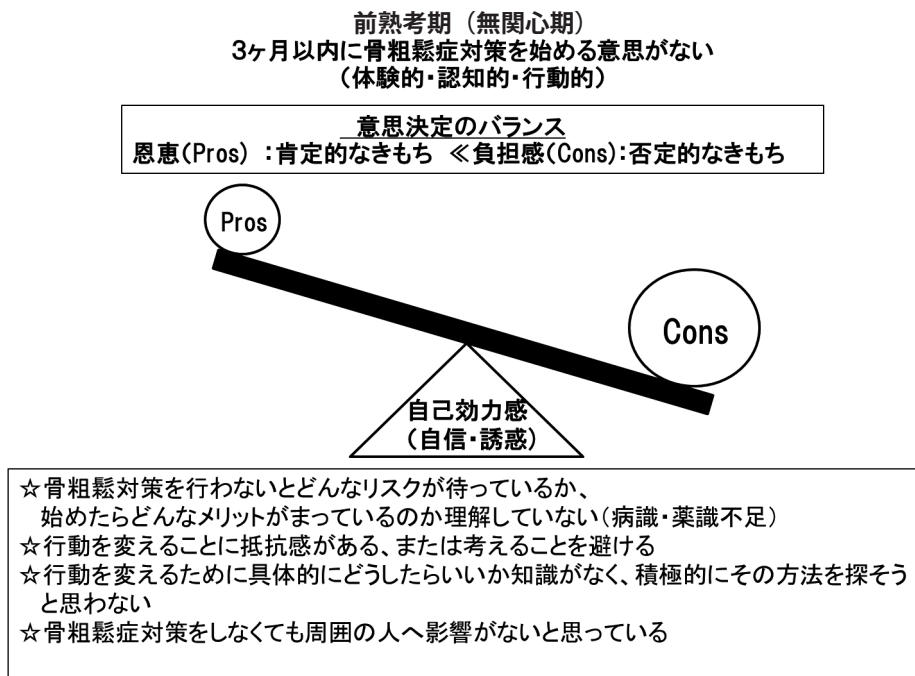 前熟考期（無関心期）
3ヶ月以内に骨粗鬆症対策を始める意思がない
（体験的・認知的・行動的）
意思決定のバランス
恩恵(Pros)：肯定的なきもち ≪負担感(Cons)：否定的なきもち
Pros
Cons
自己効力感
（自信・誘惑）
☆骨粗鬆対策を行わないとどんなリスクが待っているか、
始めたらどんなメリットがまっているのか理解していない（病識・薬識不足）
☆行動を変えることに抵抗感がある、または考えることを避ける
☆行動を変えるために具体的にどうしたらいいか知識がなく、積極的にその方法を探そう
と思わない
☆骨粗鬆症対策をしなくても周囲の人へ影響がないと思っている